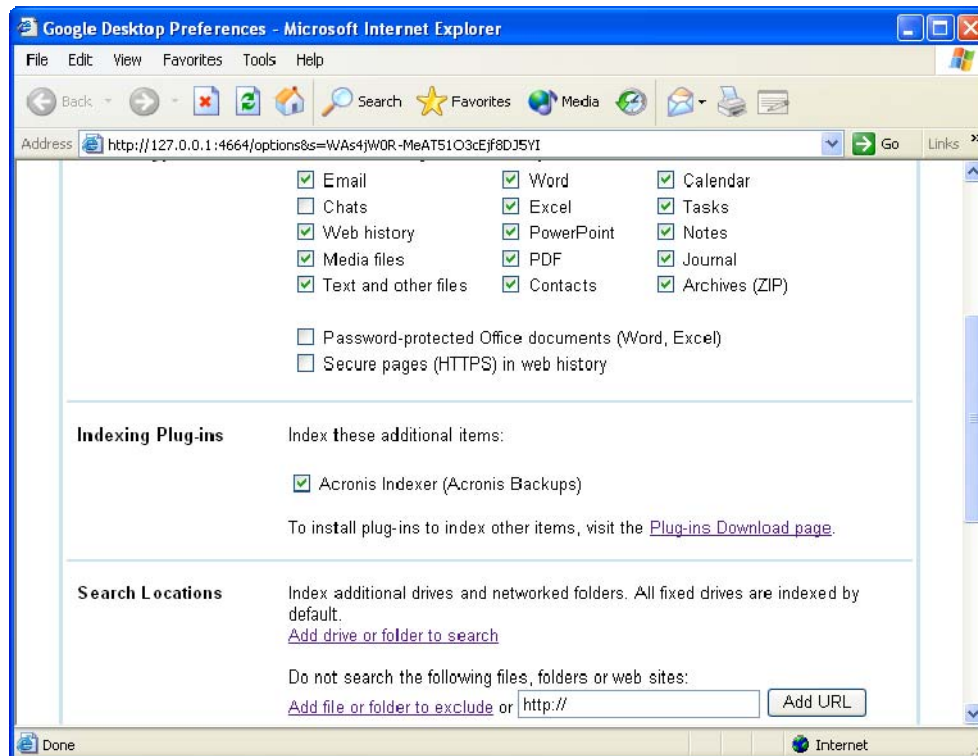 Google Desktop Preferences - Microsoft Internet Explorer
File Edit View Favorites Tools Help
Back Search Favorites Media
Address http://127.0.0.1:4664/options&s=WAs4jW0R-MeAT51O3cEjf8DJ5YI Go Links »
Email Word Calendar
Chats Excel Tasks
Web history PowerPoint Notes
Media files PDF Journal
Text and other files Contacts Archives (ZIP)
Password-protected Office documents (Word, Excel)
Secure pages (HTTPS) in web history
Indexing Plug-ins Index these additional items:
Acronis Indexer (Acronis Backups)
To install plug-ins to index other items, visit the Plug-ins Download page.
Search Locations Index additional drives and networked folders. All fixed drives are indexed by
default.
Add drive or folder to search
Do not search the following files, folders or web sites:
Add file or folder to exclude or http:// Add URL
Done Internet